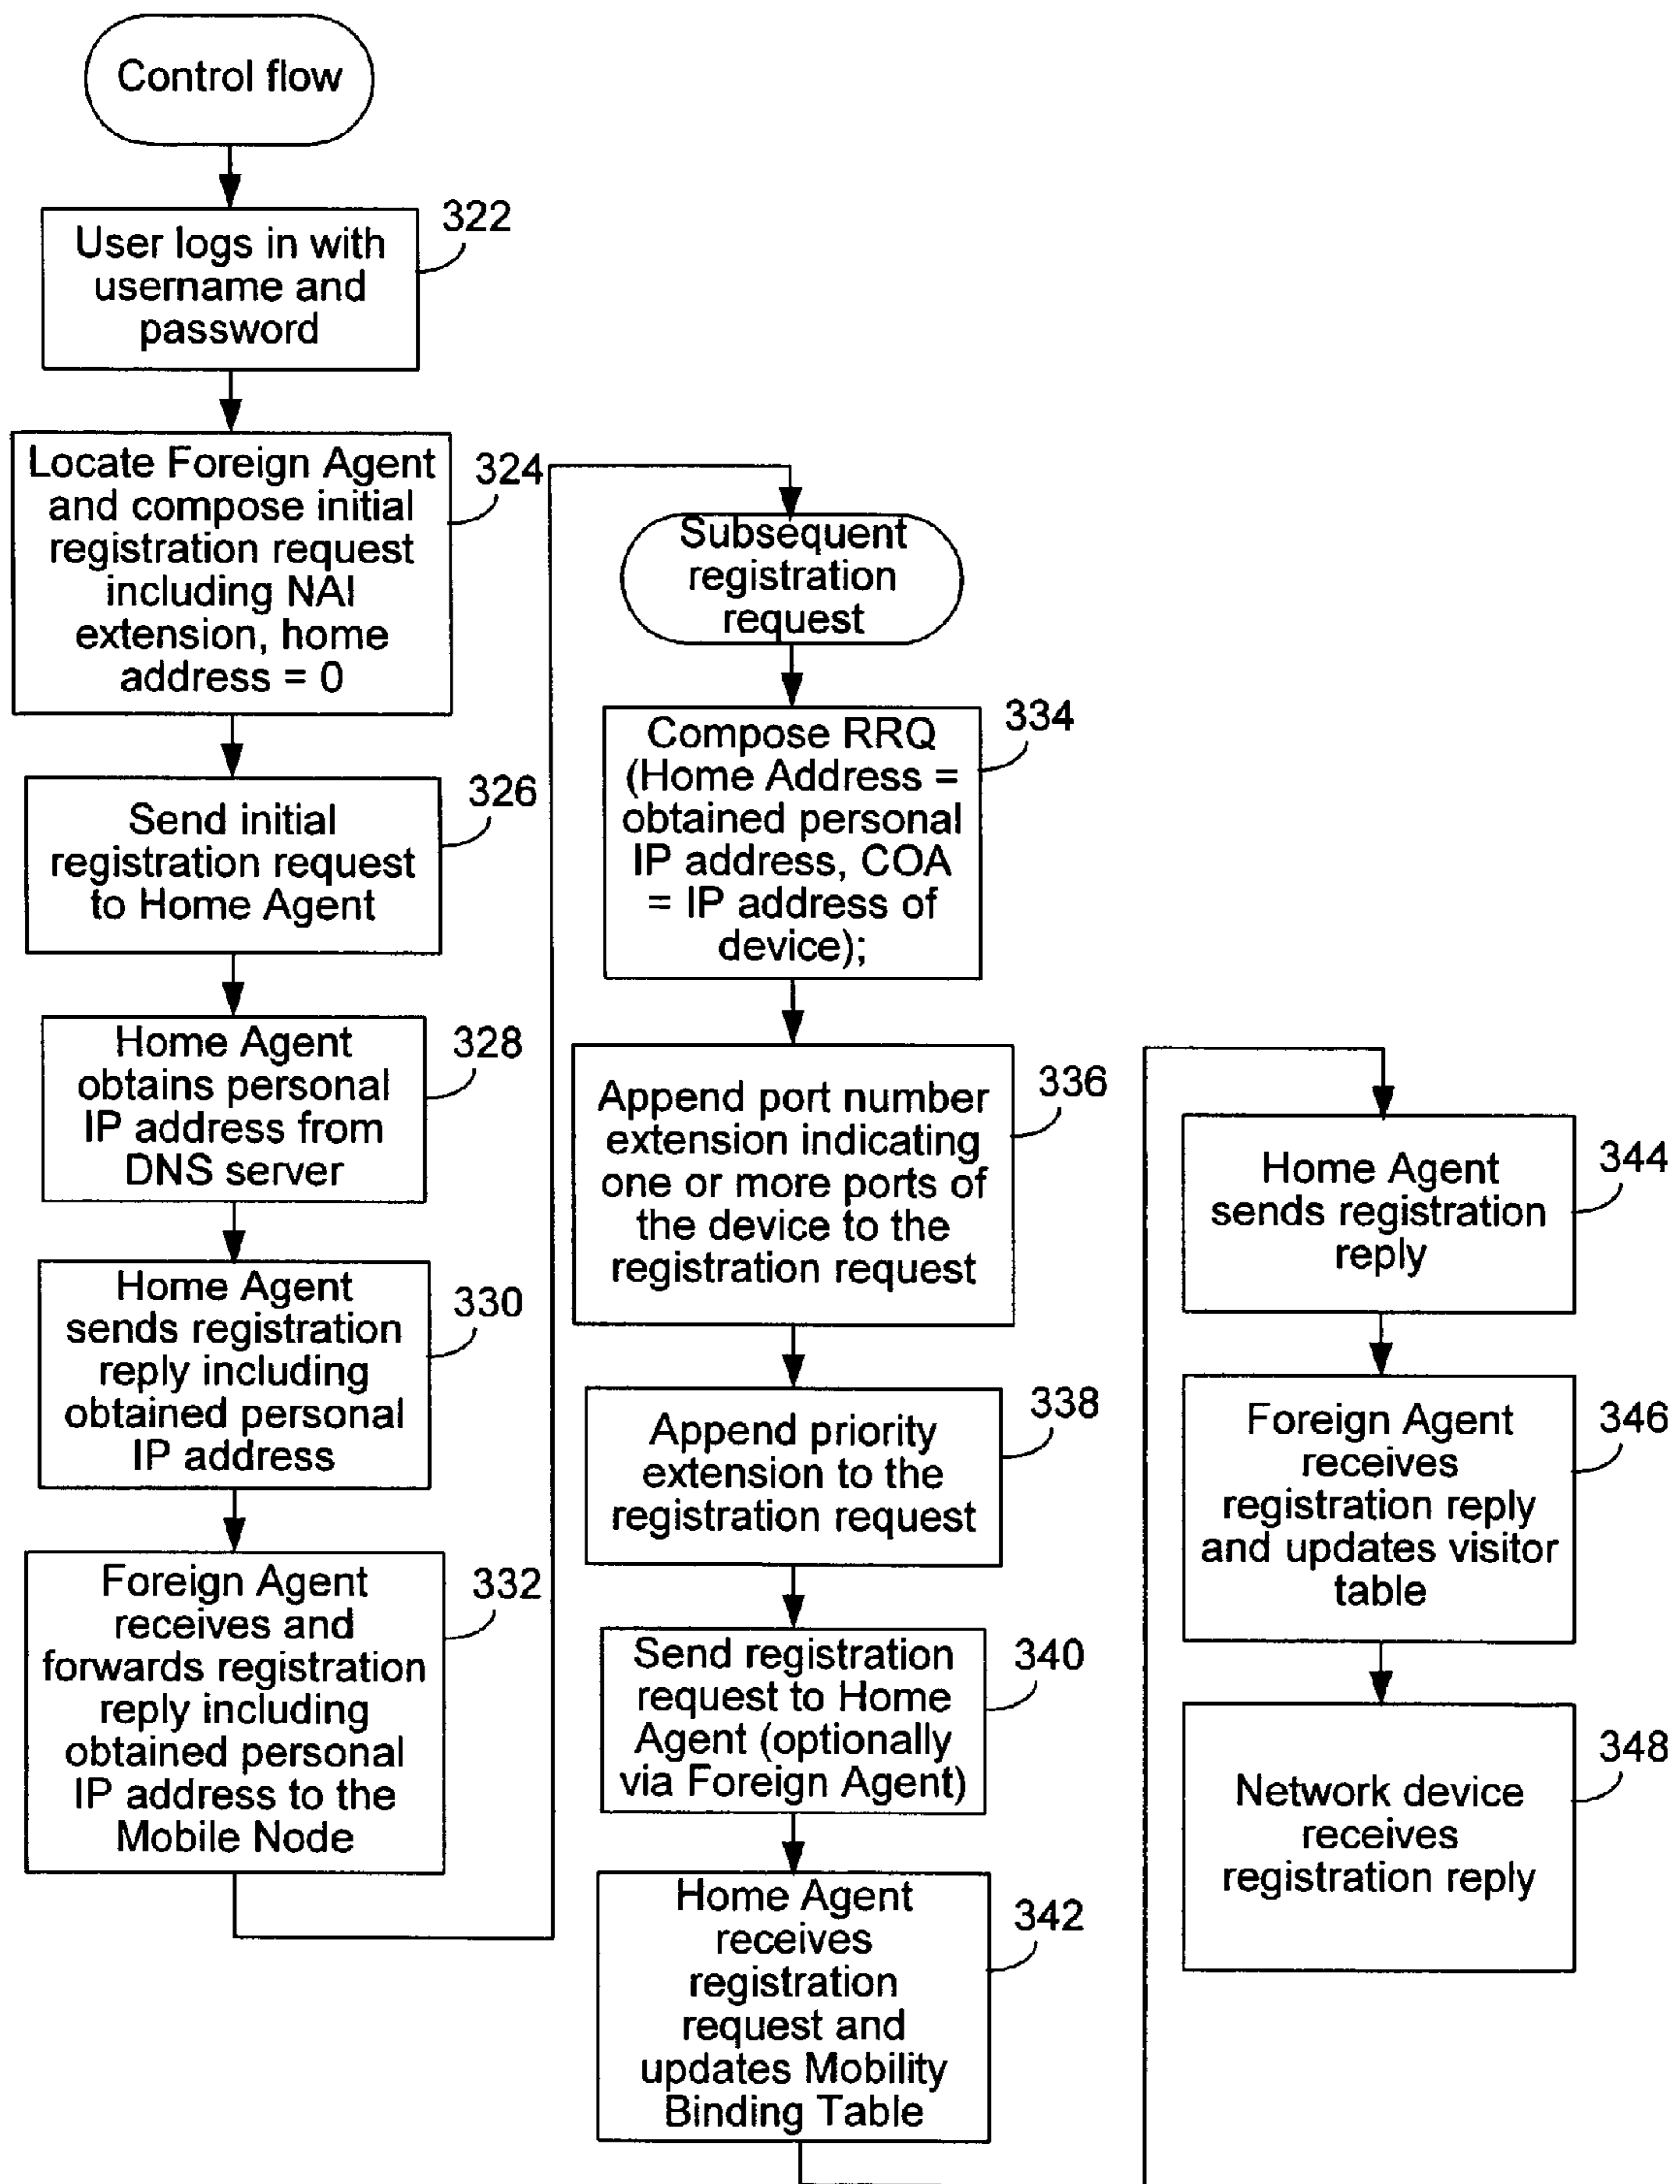 Control flow
322
User logs in with
username and
password
324
Locate Foreign Agent
and compose initial
registration request
including NAI
extension, home
address = 0
326
Send initial
registration request
to Home Agent
328
Home Agent
obtains personal
IP address from
DNS server
330
Home Agent
sends registration
reply including
obtained personal
IP address
332
Foreign Agent
receives and
forwards registration
reply including
obtained personal
IP address to the
Mobile Node
Subsequent
registration
request
334
Compose RRQ
(Home Address =
obtained personal
IP address, COA
= IP address of
device);
336
Append port number
extension indicating
one or more ports of
the device to the
registration request
338
Append priority
extension to the
registration request
340
Send registration
request to Home
Agent (optionally
via Foreign Agent)
342
Home Agent
receives
registration
request and
updates Mobility
Binding Table
344
Home Agent
sends registration
reply
346
Foreign Agent
receives
registration reply
and updates visitor
table
348
Network device
receives
registration reply